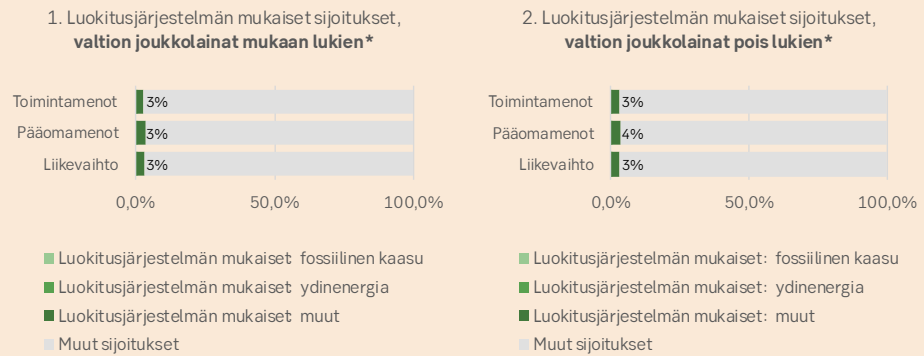 1. Luokitusjärjestelmän mukaiset sijoitukset,
valtion joukkolainat mukaan lukien*
Toimintamenot 3%
Pääomamenot 3%
Liikevaihto 3%
0,0% 50,0% 100,0%
Luokitusjärjestelmän mukaiset: fossiilinen kaasu
Luokitusjärjestelmän mukaiset: ydinenergia
Luokitusjärjestelmän mukaiset: muut
Muut sijoitukset
2. Luokitusjärjestelmän mukaiset sijoitukset,
valtion joukkolainat pois lukien*
Toimintamenot 3%
Pääomamenot 4%
Liikevaihto 3%
0,0% 50,0% 100,0%
Luokitusjärjestelmän mukaiset: fossiilinen kaasu
Luokitusjärjestelmän mukaiset: ydinenergia
Luokitusjärjestelmän mukaiset: muut
Muut sijoitukset